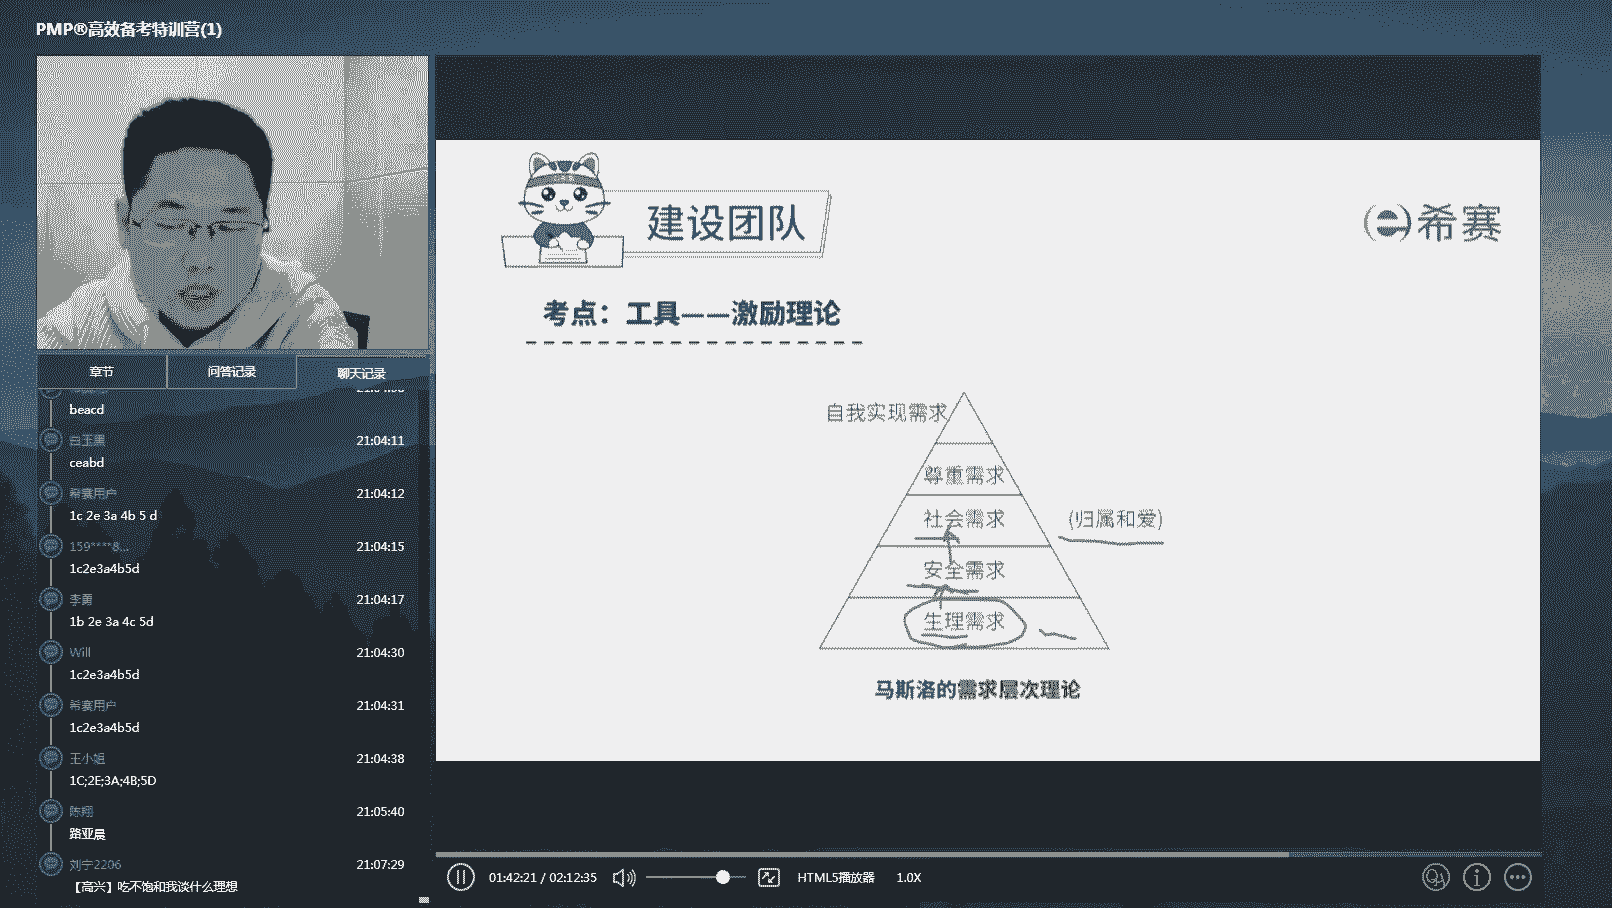 PMP®高效备考特训营(1)
章节
问答记录
聊天记录
beacd
白玉黑
21:04:11
ceabd
希赛用户
21:04:12
1c 2e 3a 4b 5 d
159****8...
21:04:15
1c2e3a4b5d
李勇
21:04:17
1b 2e 3a 4c 5d
Will
21:04:30
1c2e3a4b5d
希赛用户
21:04:31
1c2e3a4b5d
王小姐
21:04:38
1C;2E;3A;4B;5D
陈翔
21:05:40
路亚晨
刘宁2206
21:07:29
【高兴】吃不饱和我谈什么理想
建设团队
希赛
考点：工具——激励理论
自我实现需求
尊重需求
社会需求
(归属和爱)
安全需求
生理需求
马斯洛的需求层次理论
01:42:21 / 02:12:35
HTML5播放器
1.0X